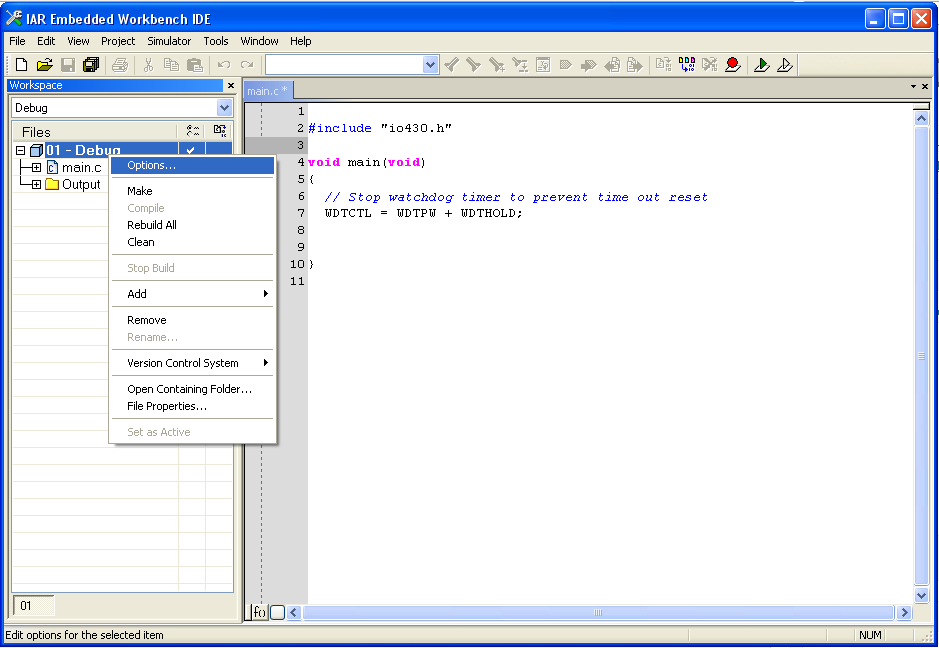 IAR Embedded Workbench IDE
File Edit View Project Simulator Tools Window Help
Workspace
main.c *
Debug
Files
01 - Debug
main.c
Output
Options...
Make
Compile
Rebuild All
Clean
Stop Build
Add
Remove
Rename...
Version Control System
Open Containing Folder...
File Properties...
Set as Active
1
2 #include "io430.h"
3
4 void main(void)
5 {
6 // Stop watchdog timer to prevent time out reset
7 WDTCTL = WDTPW + WDTHOLD;
8
9
10 }
11
01
f()
Edit options for the selected item
NUM